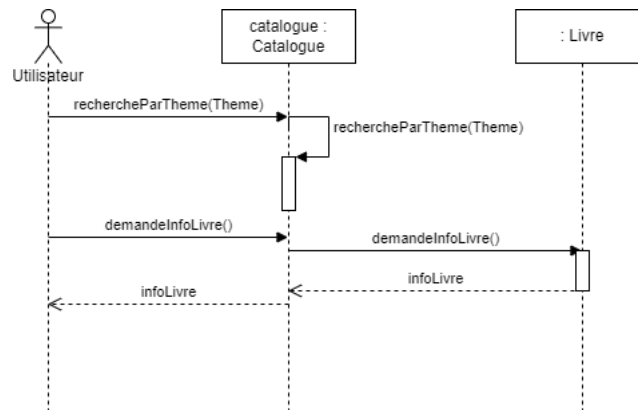 catalogue :
Catalogue
: Livre
Utilisateur
rechercheParTheme(Theme)
rechercheParTheme(Theme)
demandeInfoLivre()
demandeInfoLivre()
infoLivre
infoLivre